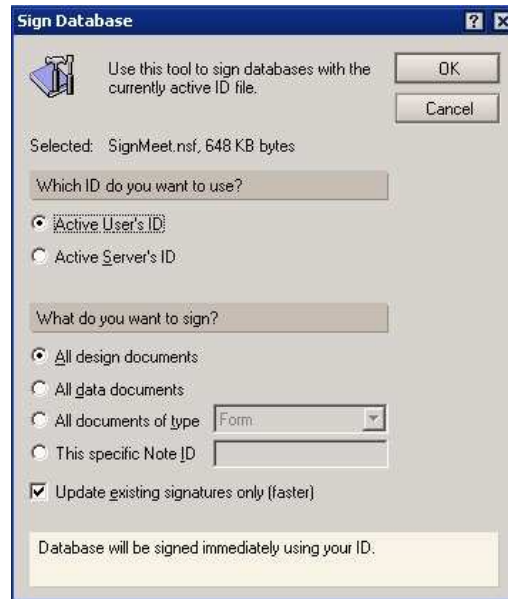 Sign Database
Use this tool to sign databases with the
currently active ID file.
OK
Cancel
Selected: SignMeet.nsf, 648 KB bytes
Which ID do you want to use?
Active User's ID
Active Server's ID
What do you want to sign?
All design documents
All data documents
All documents of type Form
This specific Note ID
Update existing signatures only (faster)
Database will be signed immediately using your ID.